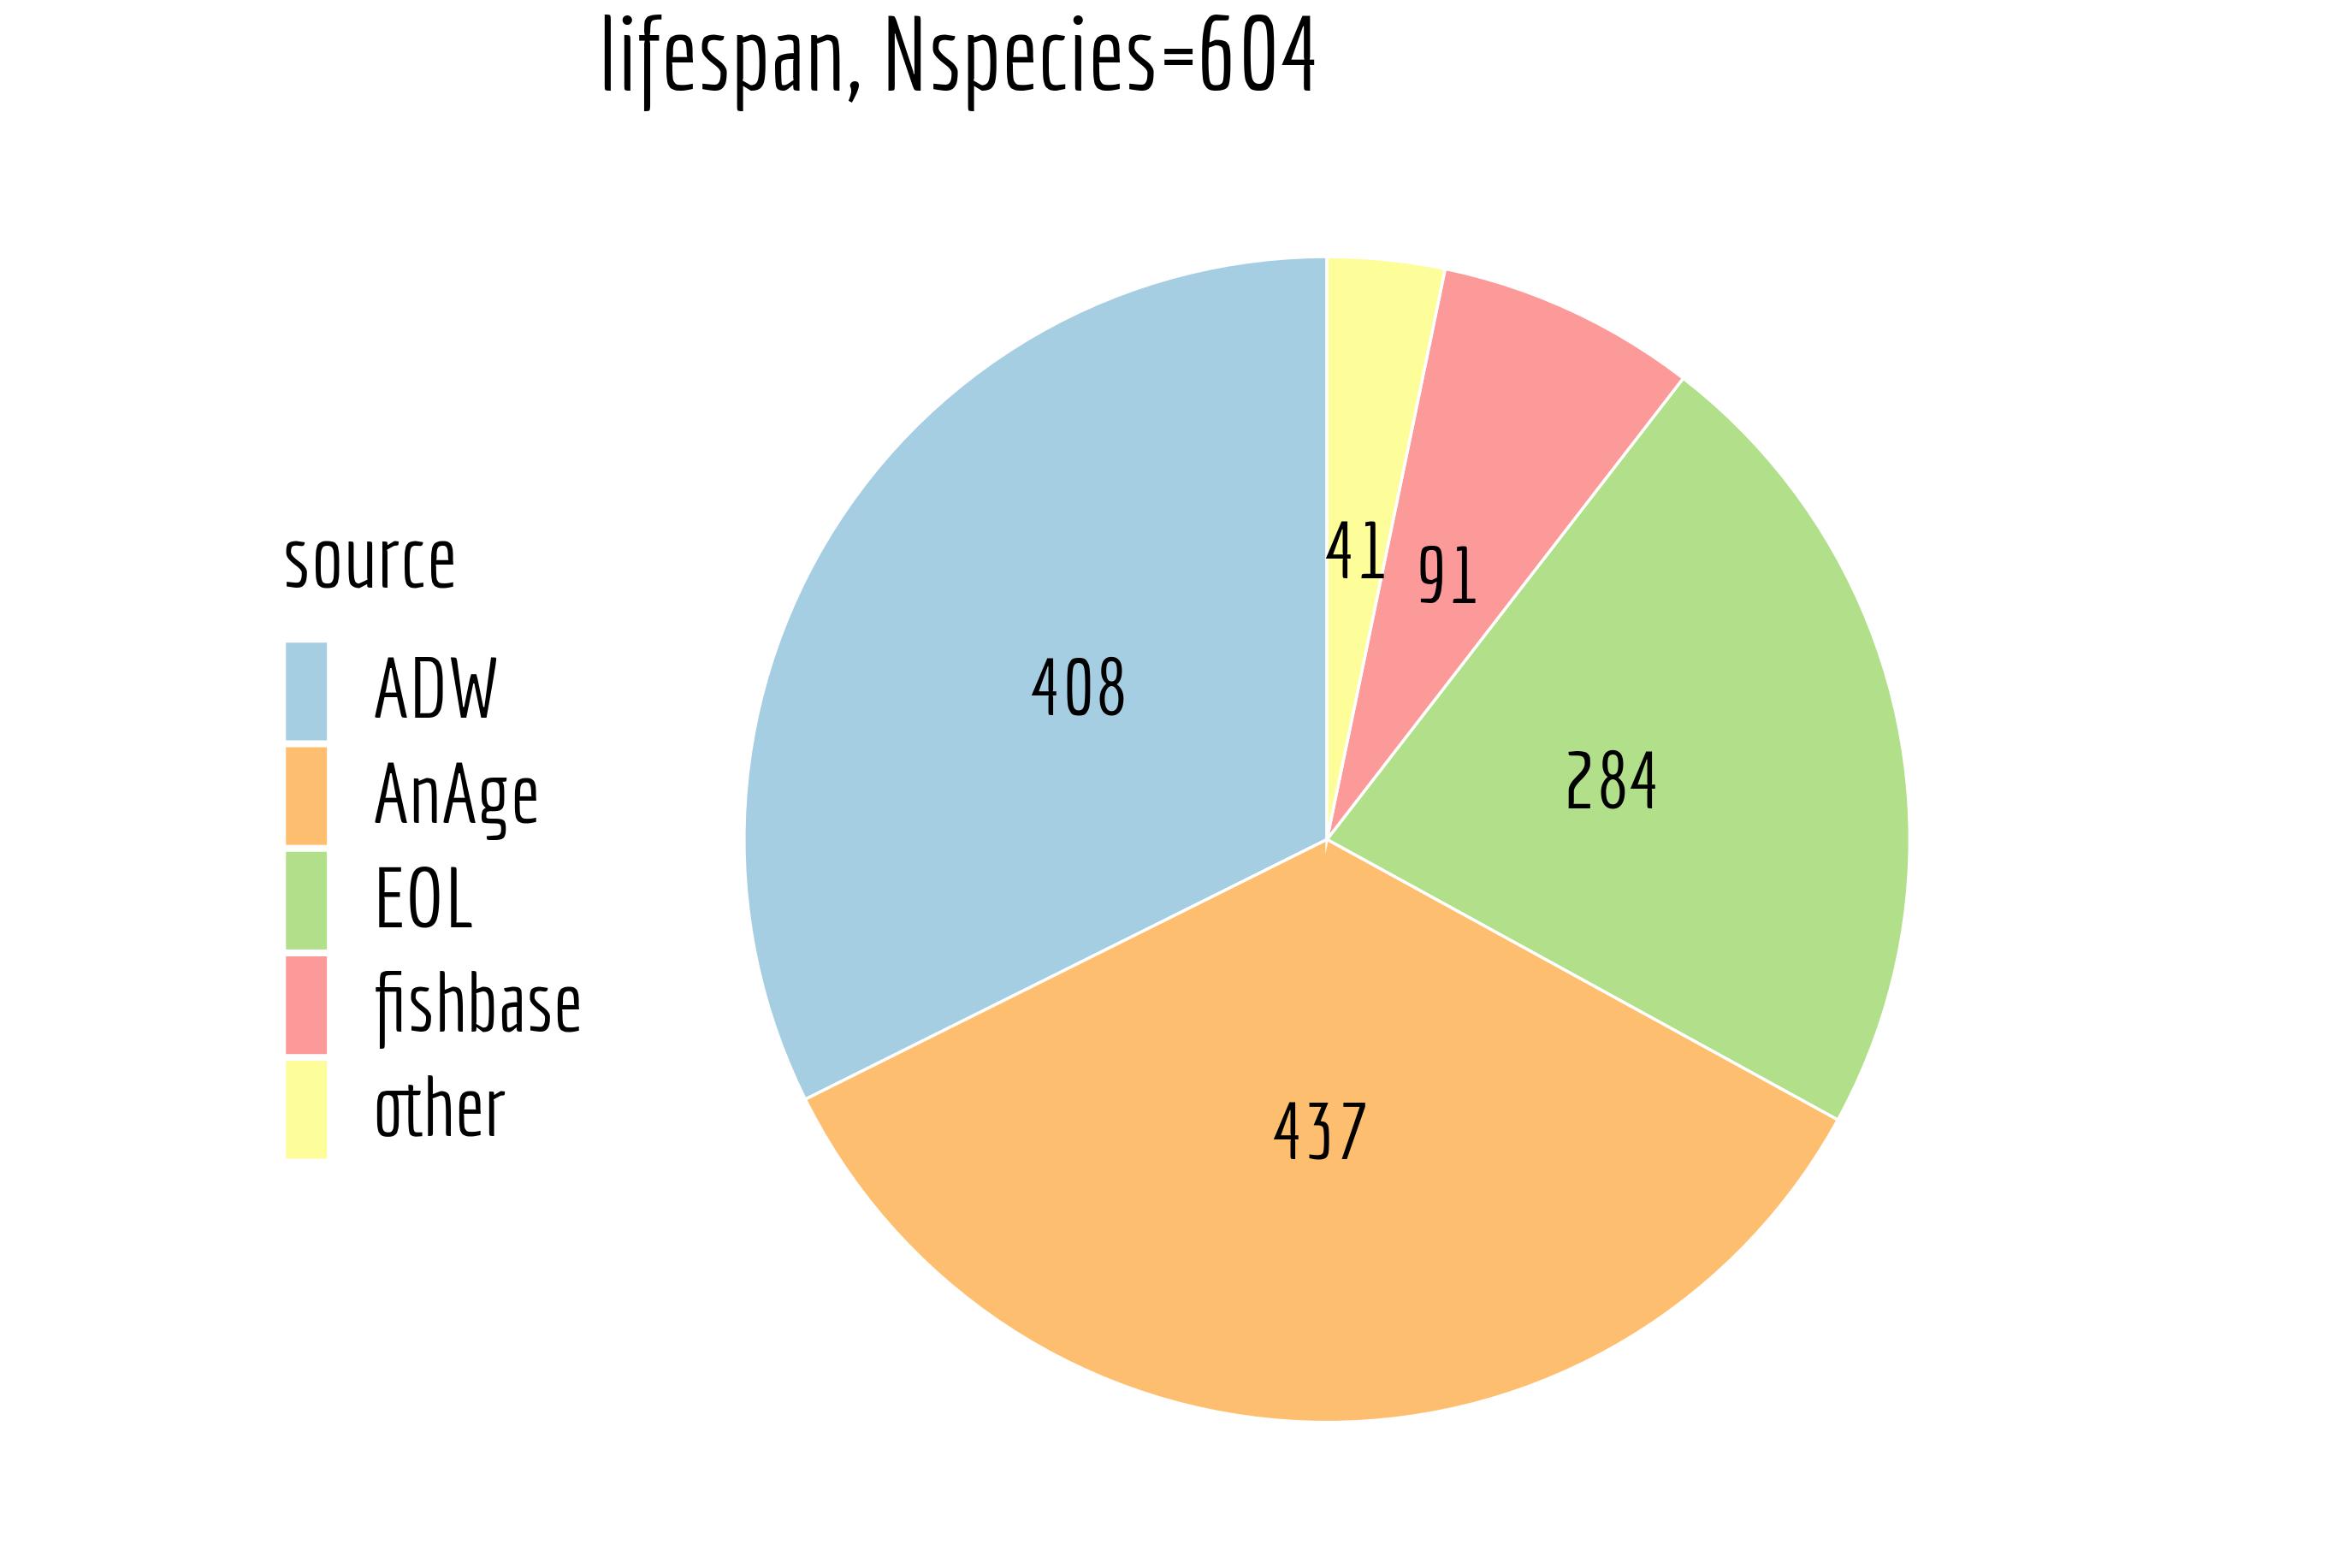 lifespan, Nspecies=604
source
ADW
AnAge
EOL
fishbase
other
41
91
408
284
437